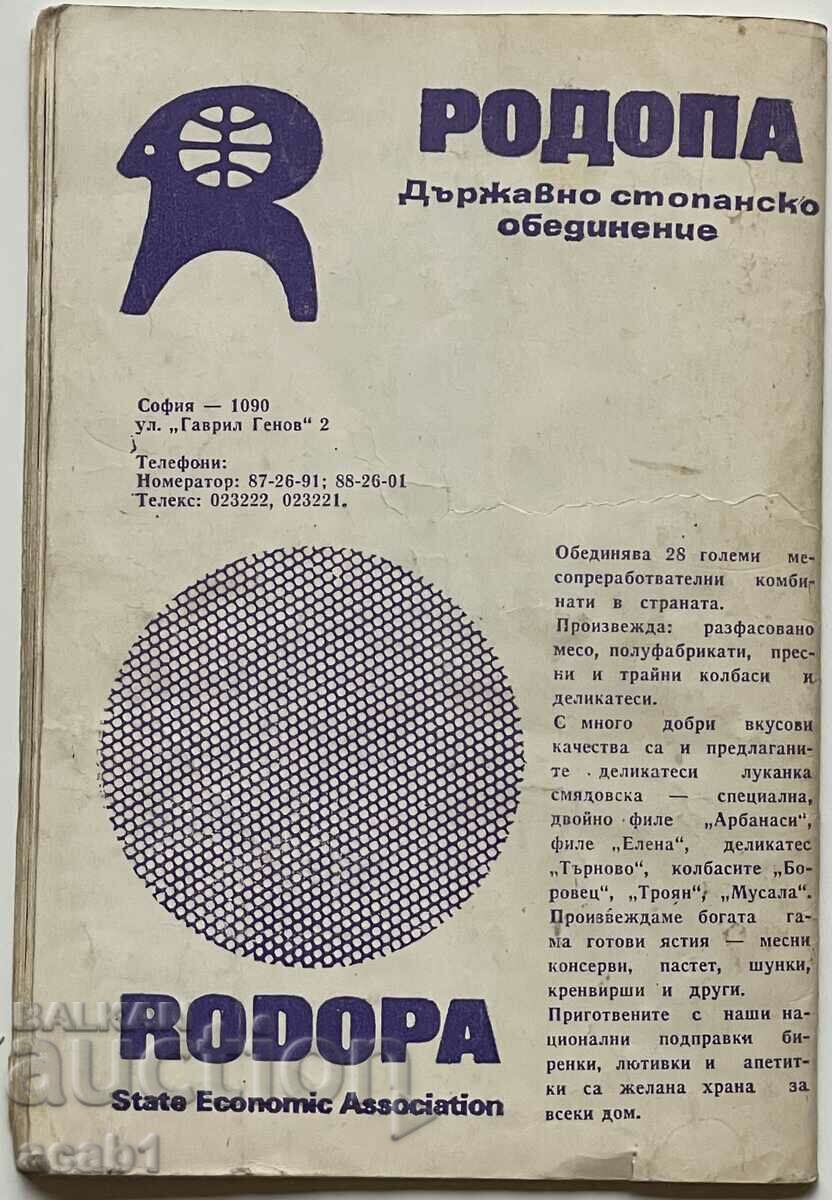 РОДОПА
Държавно стопанско
обединение
София — 1090
ул. „Гаврил Генов“ 2
Телефони:
Номератор: 87-26-91; 88-26-01
Телекс: 023222, 023221.
Обединява 28 големи ме-
сопреработвателни комби-
нати в страната.
Произвежда: разфасовано
месо, полуфабрикати, прес-
ни и трайни колбаси и
деликатеси.
С много добри вкусови
качества са и предлагани-
те деликатеси луканка
смядовска — специална,
двойно филе „Арбанаси“,
филе „Елена“, деликатес
„Търново“, колбасите „Бо-
ровец“, „Троян“, „Мусала“.
Произвеждаме богата га-
ма готови ястия — месни
консерви, пастет, шунки,
кренвирши и други.
Приготвените с наши на-
ционални подправки би-
ренки, лютивки и апетит-
ки са желана храна за
всеки дом.
RODOPA
State Economic Association
BALKAN
auction
acab1